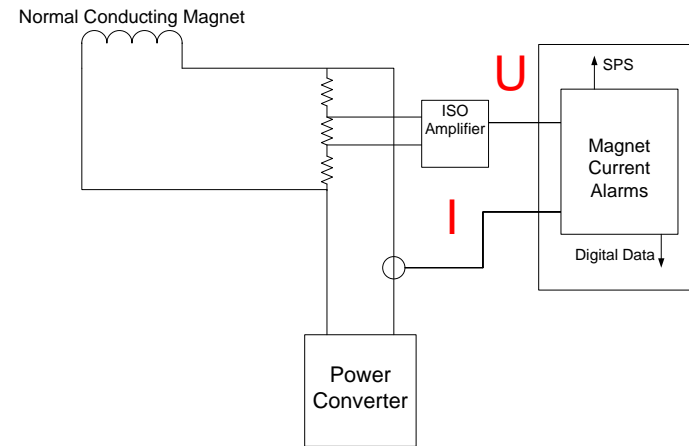 Normal Conducting Magnet
U
SPS
ISO
Amplifier
Magnet
Current
Alarms
I
Digital Data
Power
Converter